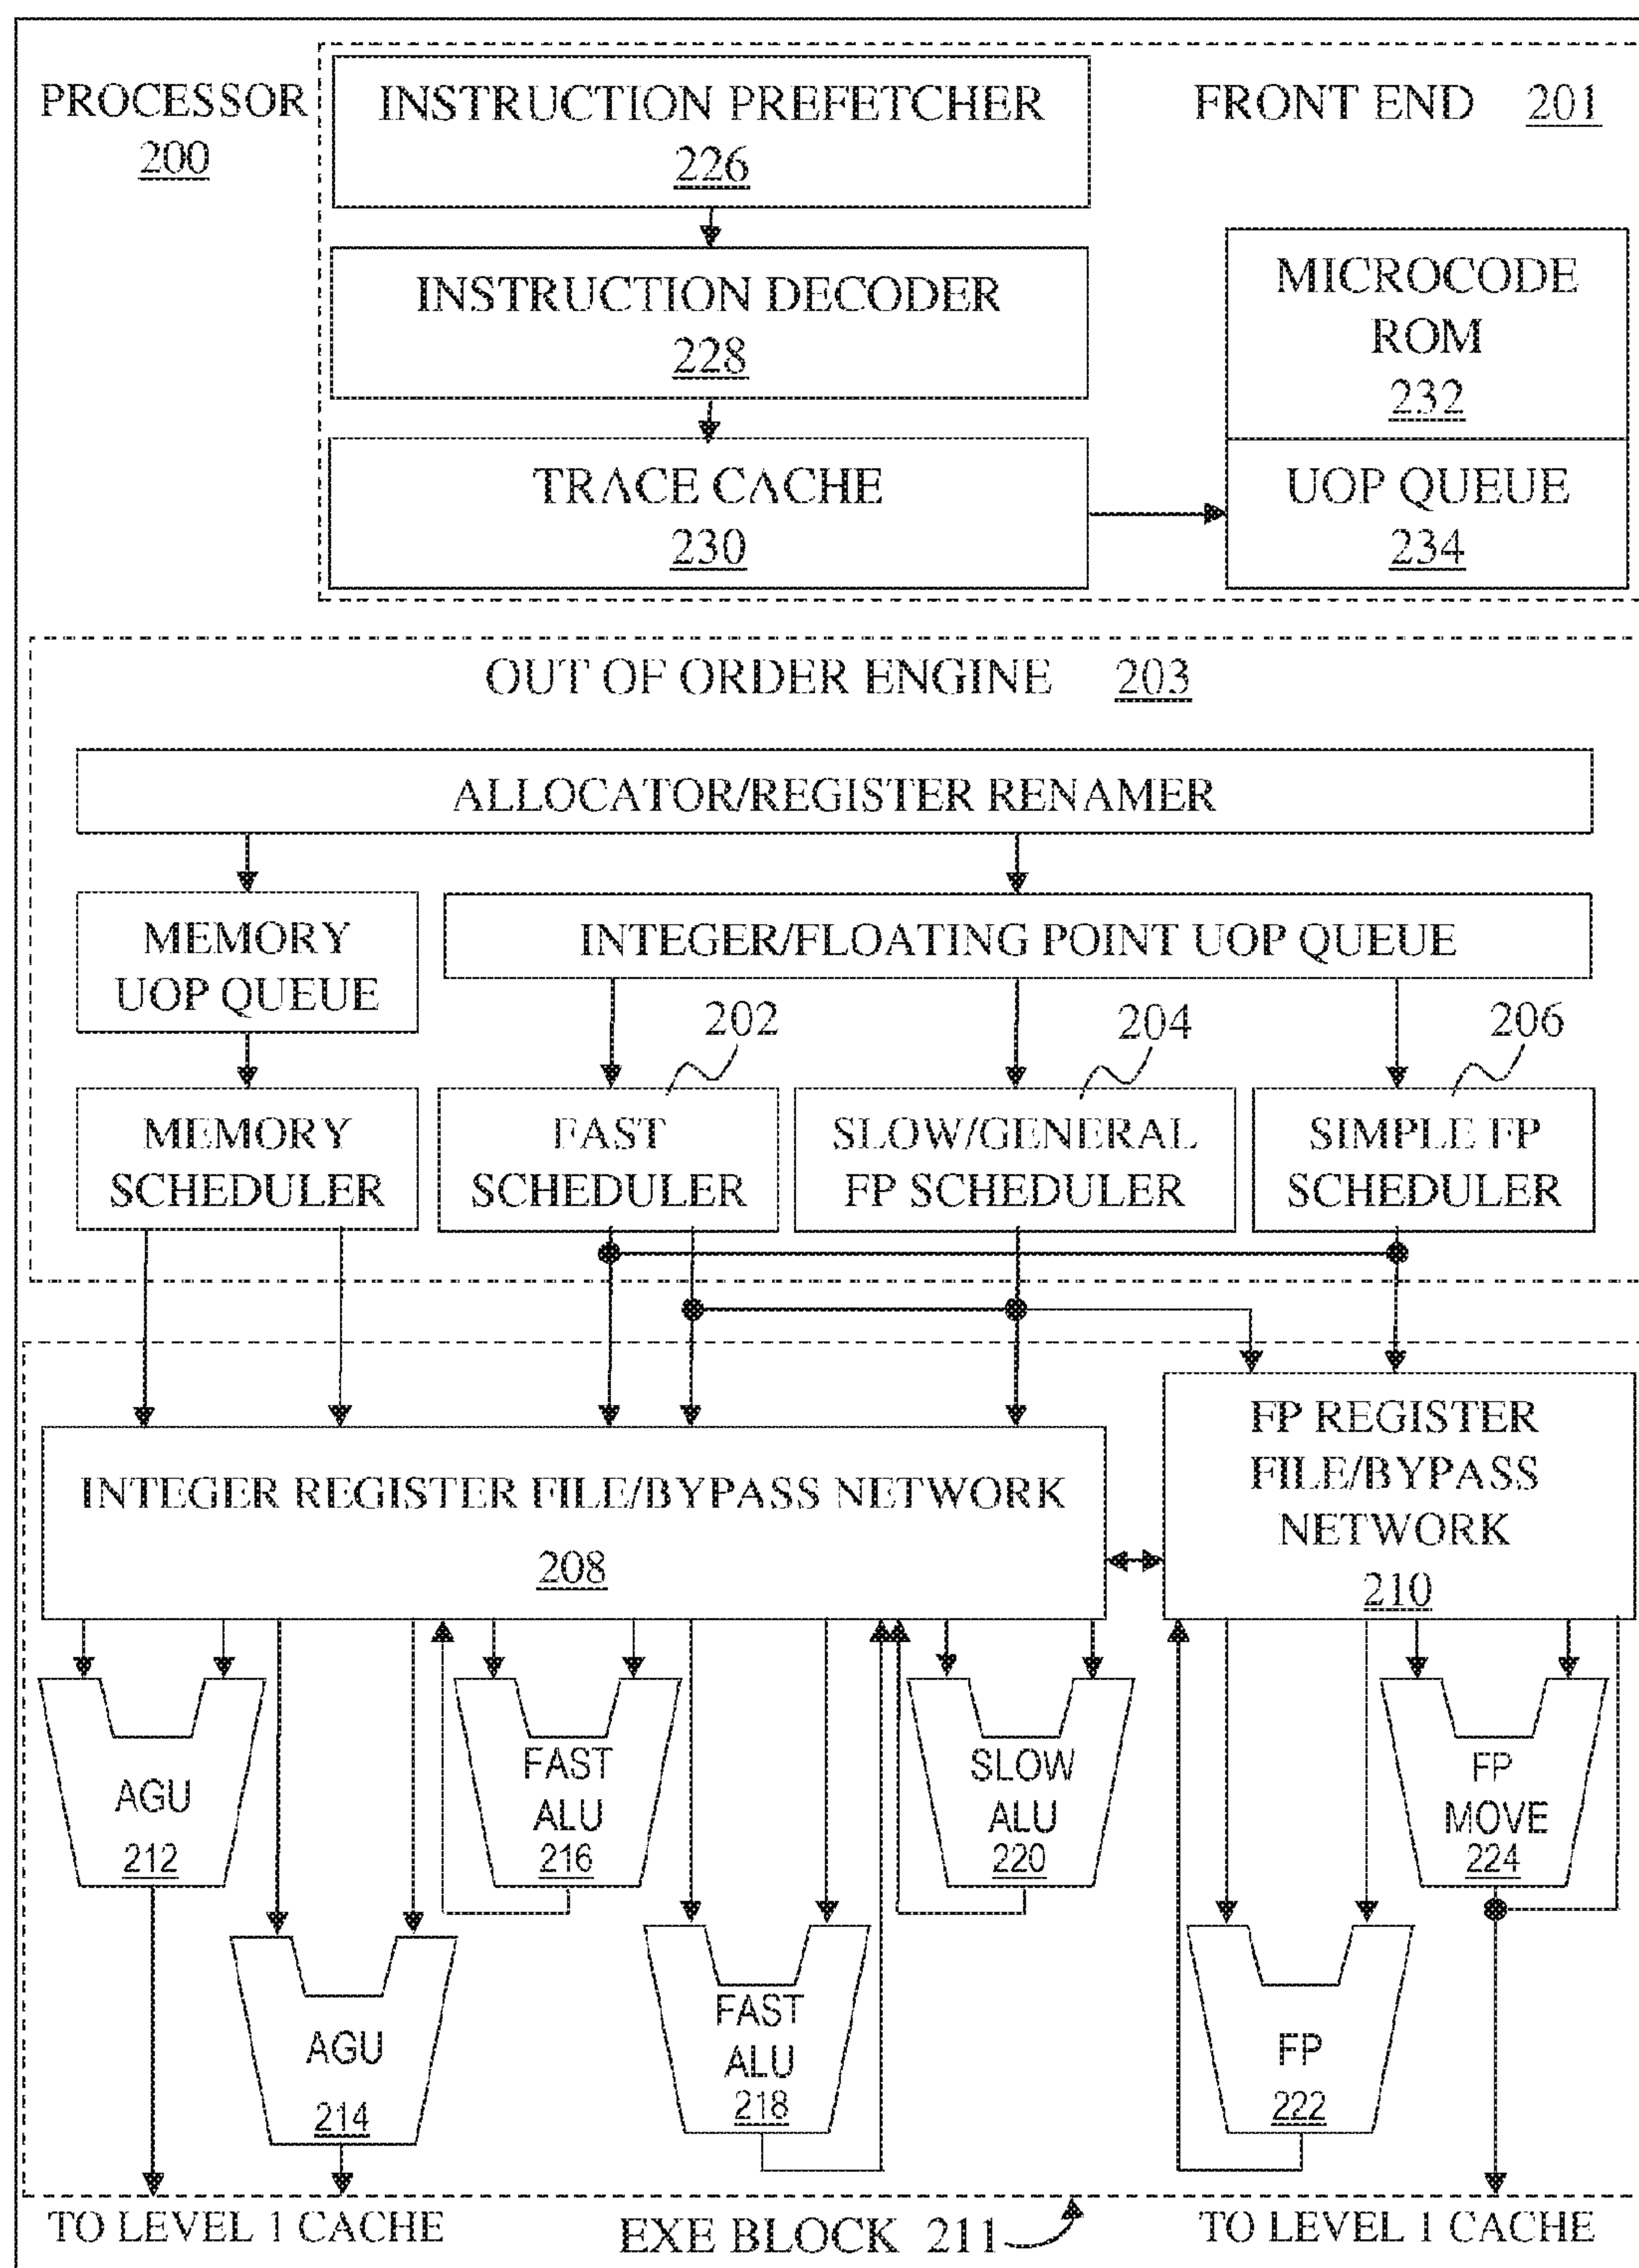 PROCESSOR
200
INSTRUCTION PREFETCHER
226
FRONT END 201
INSTRUCTION DECODER
228
MICROCODE
ROM
232
TRACE CACHE
230
UOP QUEUE
234
OUT OF ORDER ENGINE 203
ALLOCATOR/REGISTER RENAMER
MEMORY
UOP QUEUE
INTEGER/FLOATING POINT UOP QUEUE
202
204
206
MEMORY
SCHEDULER
FAST
SCHEDULER
SLOW/GENERAL
FP SCHEDULER
SIMPLE FP
SCHEDULER
INTEGER REGISTER FILE/BYPASS NETWORK
208
FP REGISTER
FILE/BYPASS
NETWORK
210
AGU
212
FAST
ALU
216
SLOW
ALU
220
FP
MOVE
224
AGU
214
FAST
ALU
218
FP
222
TO LEVEL 1 CACHE
EXE BLOCK 211
TO LEVEL 1 CACHE